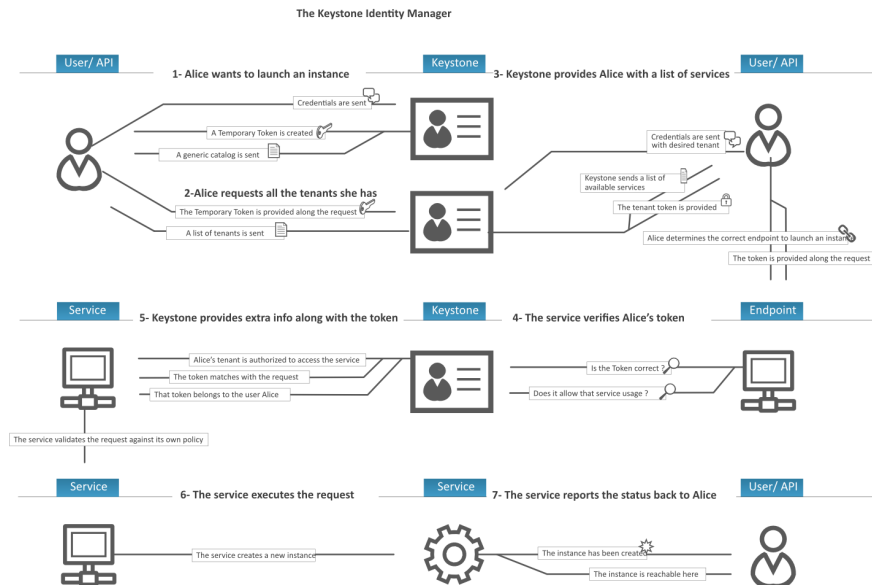 The Keystone Identity Manager
User/ API
1- Alice wants to launch an instance
Keystone
3- Keystone provides Alice with a list of services
User/ API
Credentials are sent
A Temporary Token is created
A generic catalog is sent
2-Alice requests all the tenants she has
The Temporary Token is provided along the request
A list of tenants is sent
Credentials are sent
with desired tenant
Keystone sends a list of
available services
The tenant token is provided
Alice determines the correct endpoint to launch an instance
The token is provided along the request
Service
5- Keystone provides extra info along with the token
Keystone
4- The service verifies Alice's token
Endpoint
Alice's tenant is authorized to access the service
The token matches with the request
That token belongs to the user Alice
Is the Token correct ?
Does it allow that service usage ?
The service validates the request against its own policy
Service
6- The service executes the request
Service
7- The service reports the status back to Alice
User/ API
The service creates a new instance
The instance has been created
The instance is reachable here